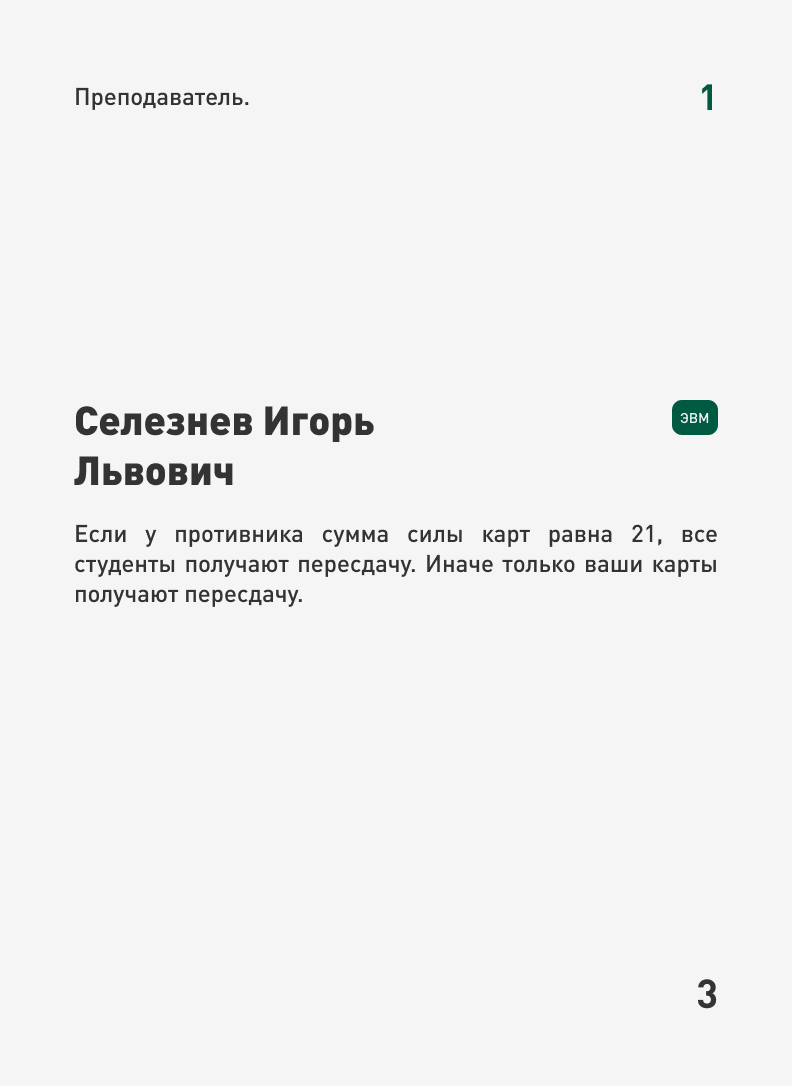 Преподаватель.
1
Селезнев Игорь
ЭВМ
Львович
Если у противника сумма силы карт равна 21, все
студенты получают пересдачу. Иначе только ваши карты
получают пересдачу.
3